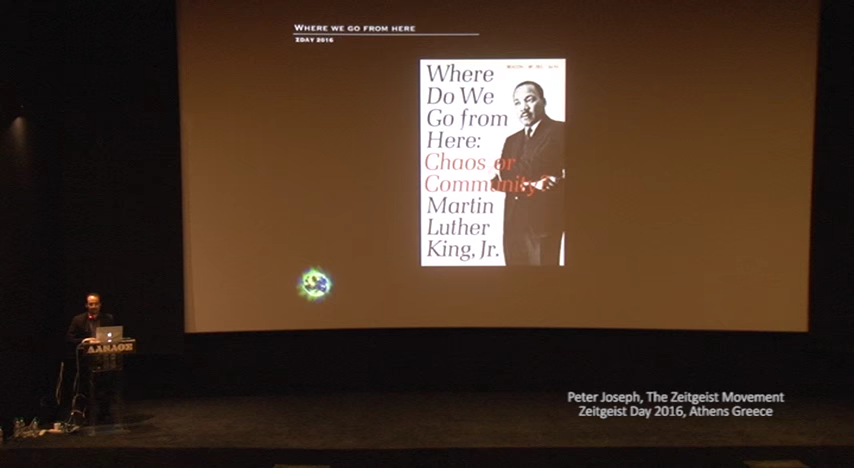 WHERE WE GO FROM HERE
ZDAY 2016
Where
Do We
Go from
Here:
Chaos or
Community?
Martin
Luther
King, Jr.
Peter Joseph, The Zeitgeist Movement
Zeitgeist Day 2016, Athens Greece